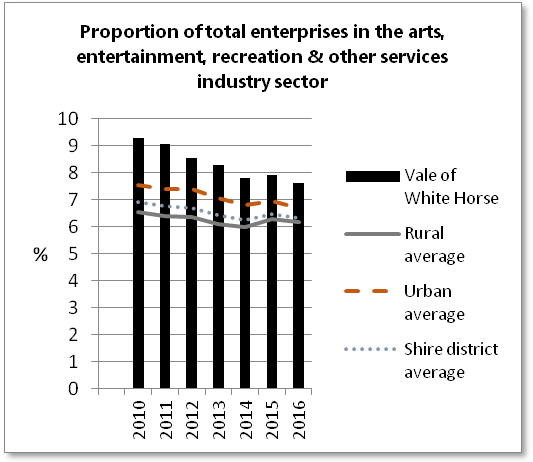 Proportion of total enterprises in the arts,
entertainment, recreation & other services
industry sector
10
9
8
7
6
5
4
3
2
1
0
%
2010
2011
2012
2013
2014
2015
2016
Vale of
White Horse
Rural
average
Urban
average
Shire district
average